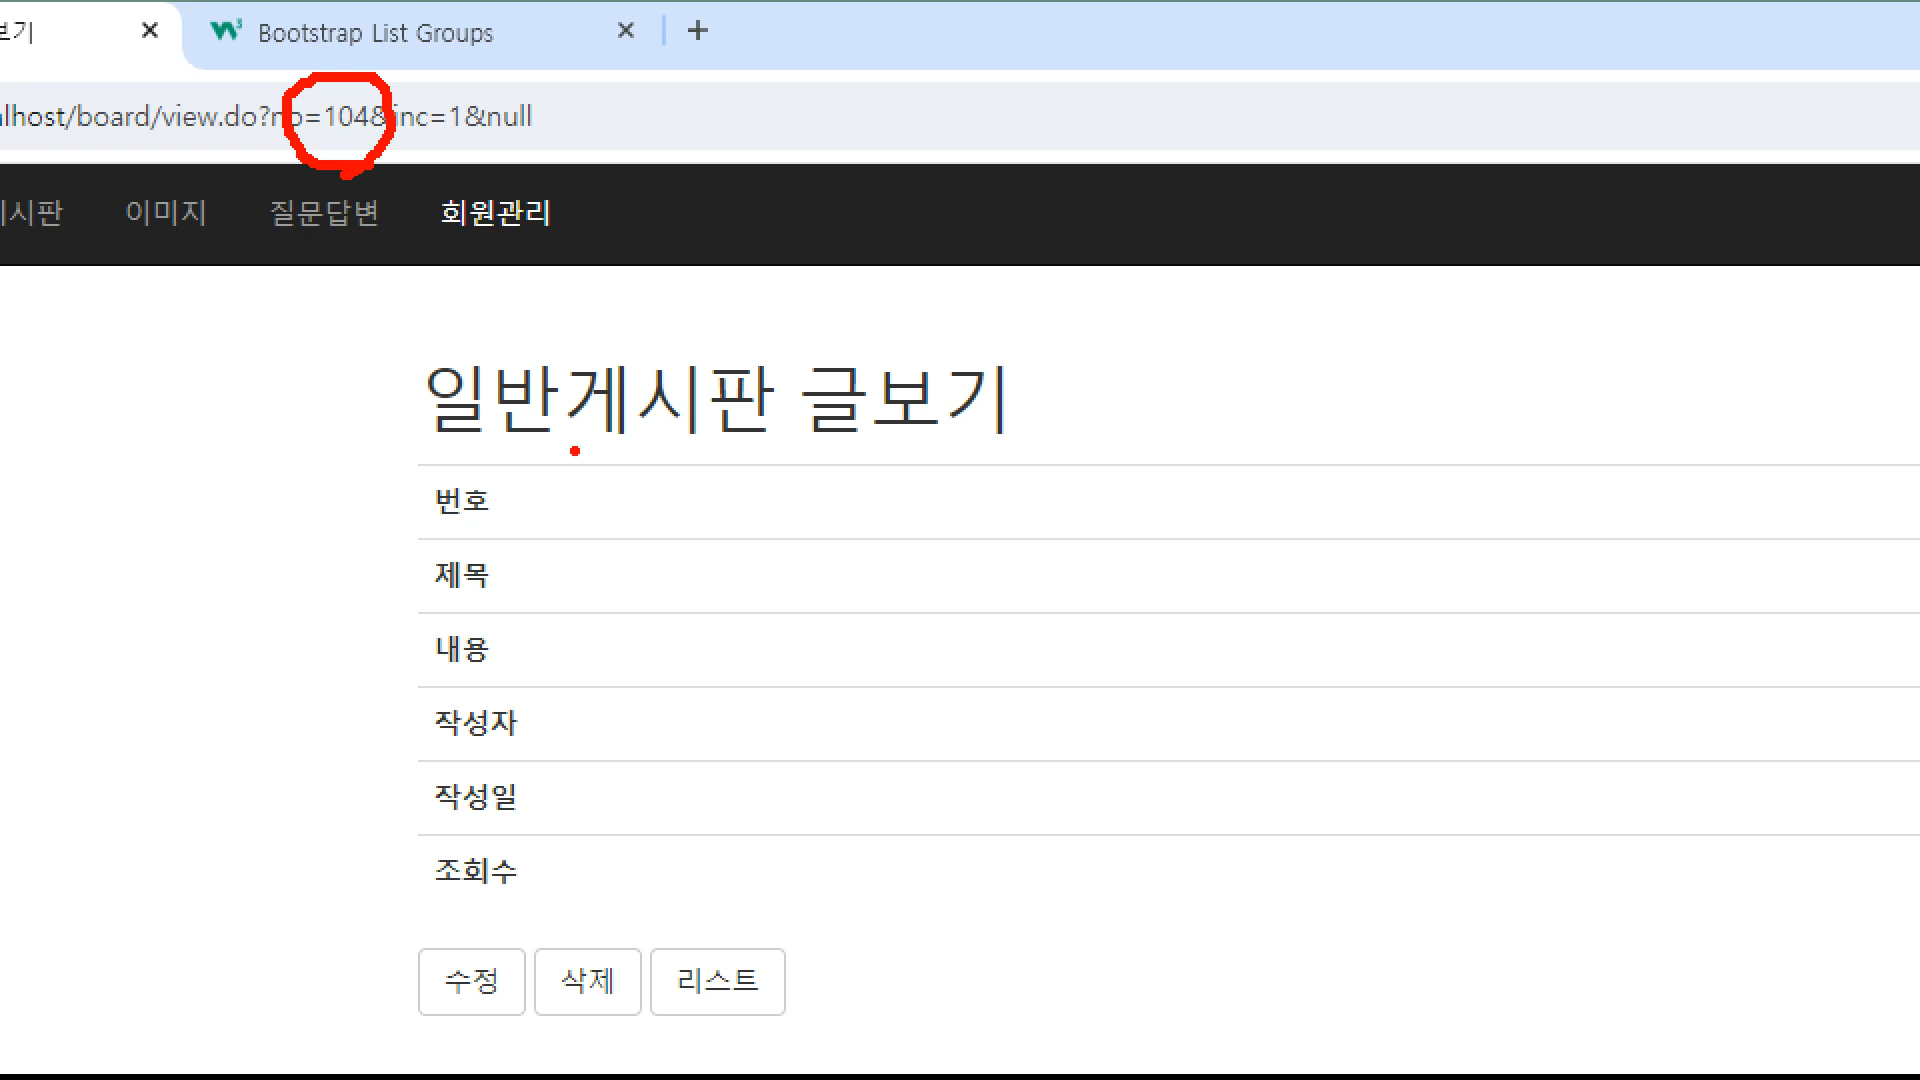 보기
Bootstrap List Groups
lhost/board/view.do?no=104&inc=1&null
게시판 이미지 질문답변 회원관리
일반게시판 글보기
번호
제목
내용
작성자
작성일
조회수
수정 삭제 리스트